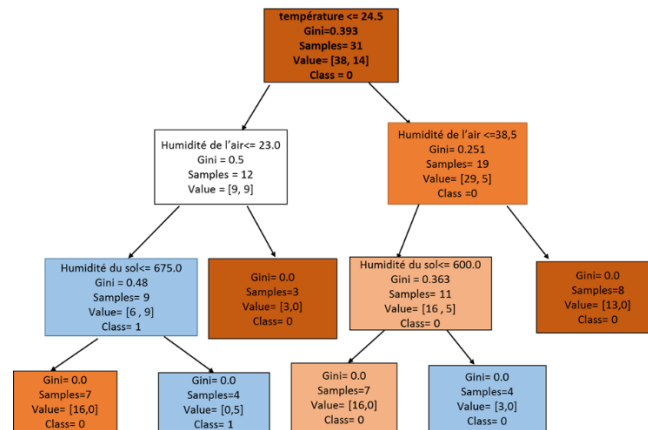 température <= 24.5
Gini=0.393
Samples= 31
Value= [38, 14]
Class = 0
Humidité de l'air<= 23.0
Gini = 0.5
Samples = 12
Value = [9, 9]
Humidité de l'air <=38,5
Gini = 0.251
Samples = 19
Value = [29, 5]
Class =0
Humidité du sol<= 675.0
Gini = 0.48
Samples= 9
Value= [6 , 9]
Class= 1
Gini= 0.0
Samples=3
Value= [3,0]
Class= 0
Humidité du sol<= 600.0
Gini = 0.363
Samples= 11
Value= [16 , 5]
Class= 0
Gini= 0.0
Samples=8
Value= [13,0]
Class= 0
Gini= 0.0
Samples=7
Value= [16,0]
Class= 0
Gini= 0.0
Samples=4
Value= [0,5]
Class= 1
Gini= 0.0
Samples=7
Value= [16,0]
Class= 0
Gini= 0.0
Samples=4
Value= [3,0]
Class= 0